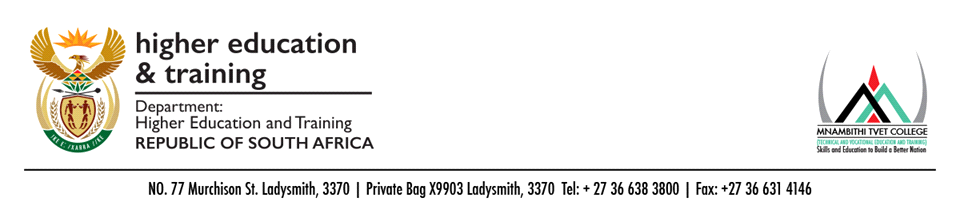 higher education
& training
Department:
Higher Education and Training
REPUBLIC OF SOUTH AFRICA
MNAMBITHI TVET COLLEGE
(TECHNICAL AND VOCATIONAL EDUCATION AND TRAINING)
Skills and Education to Build a Better Nation
NO. 77 Murchison St. Ladysmith, 3370 | Private Bag X9903 Ladysmith, 3370 Tel: + 27 36 638 3800 | Fax: +27 36 631 4146